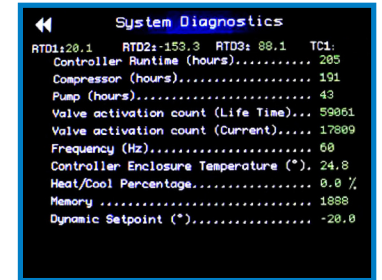 System Diagnostics
RTD1:20.1 RTD2:-153.3 RTD3: 88.1 TC1:
Controller Runtime (hours)........... 205
Compressor (hours)................... 191
Pump (hours)......................... 43
Valve activation count (Life Time)... 59061
Valve activation count (Current)..... 17809
Frequency (Hz)....................... 60
Controller Enclosure Temperature (°). 24.8
Heat/Cool Percentage................. 0.0 %
Memory .............................. 1888
Dynamic Setpoint (°)................. -20.0